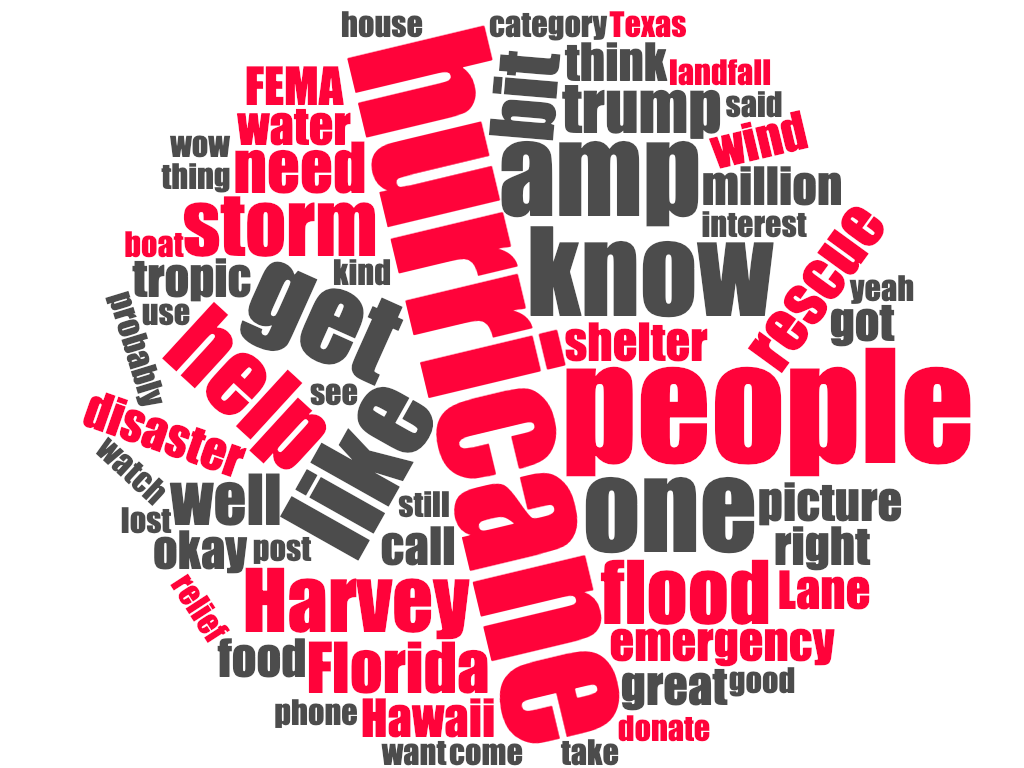 house
category
Texas
hurricane
bit
think
landfall
FEMA
trump
said
water
wind
wow
amp
need
thing
million
storm
interest
boat
know
rescue
tropic
get
kind
yeah
probably
use
got
help
shelter
see
people
like
disaster
watch
one
well
still
picture
lost
okay
post
call
right
relief
Harvey
flood
Lane
emergency
food
Florida
great
good
phone
Hawaii
donate
want
come
take